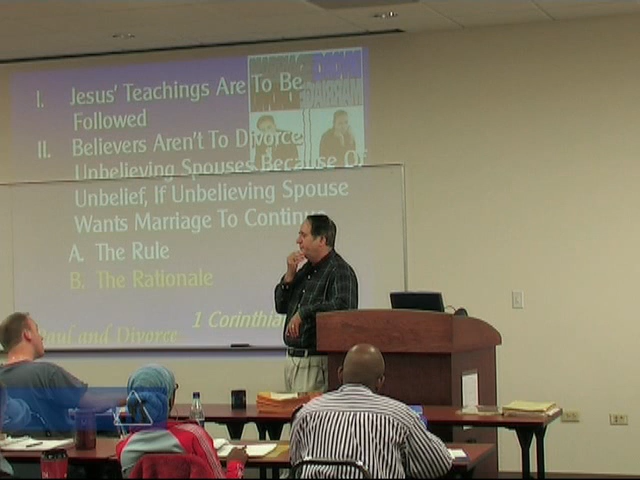 I. Jesus' Teachings Are To Be
Followed
II. Believers Aren't To Divorce
Unbelieving Spouses Because Of
Unbelief, If Unbelieving Spouse
Wants Marriage To Continue
A. The Rule
B. The Rationale
1 Corinthia
Paul and Divorce